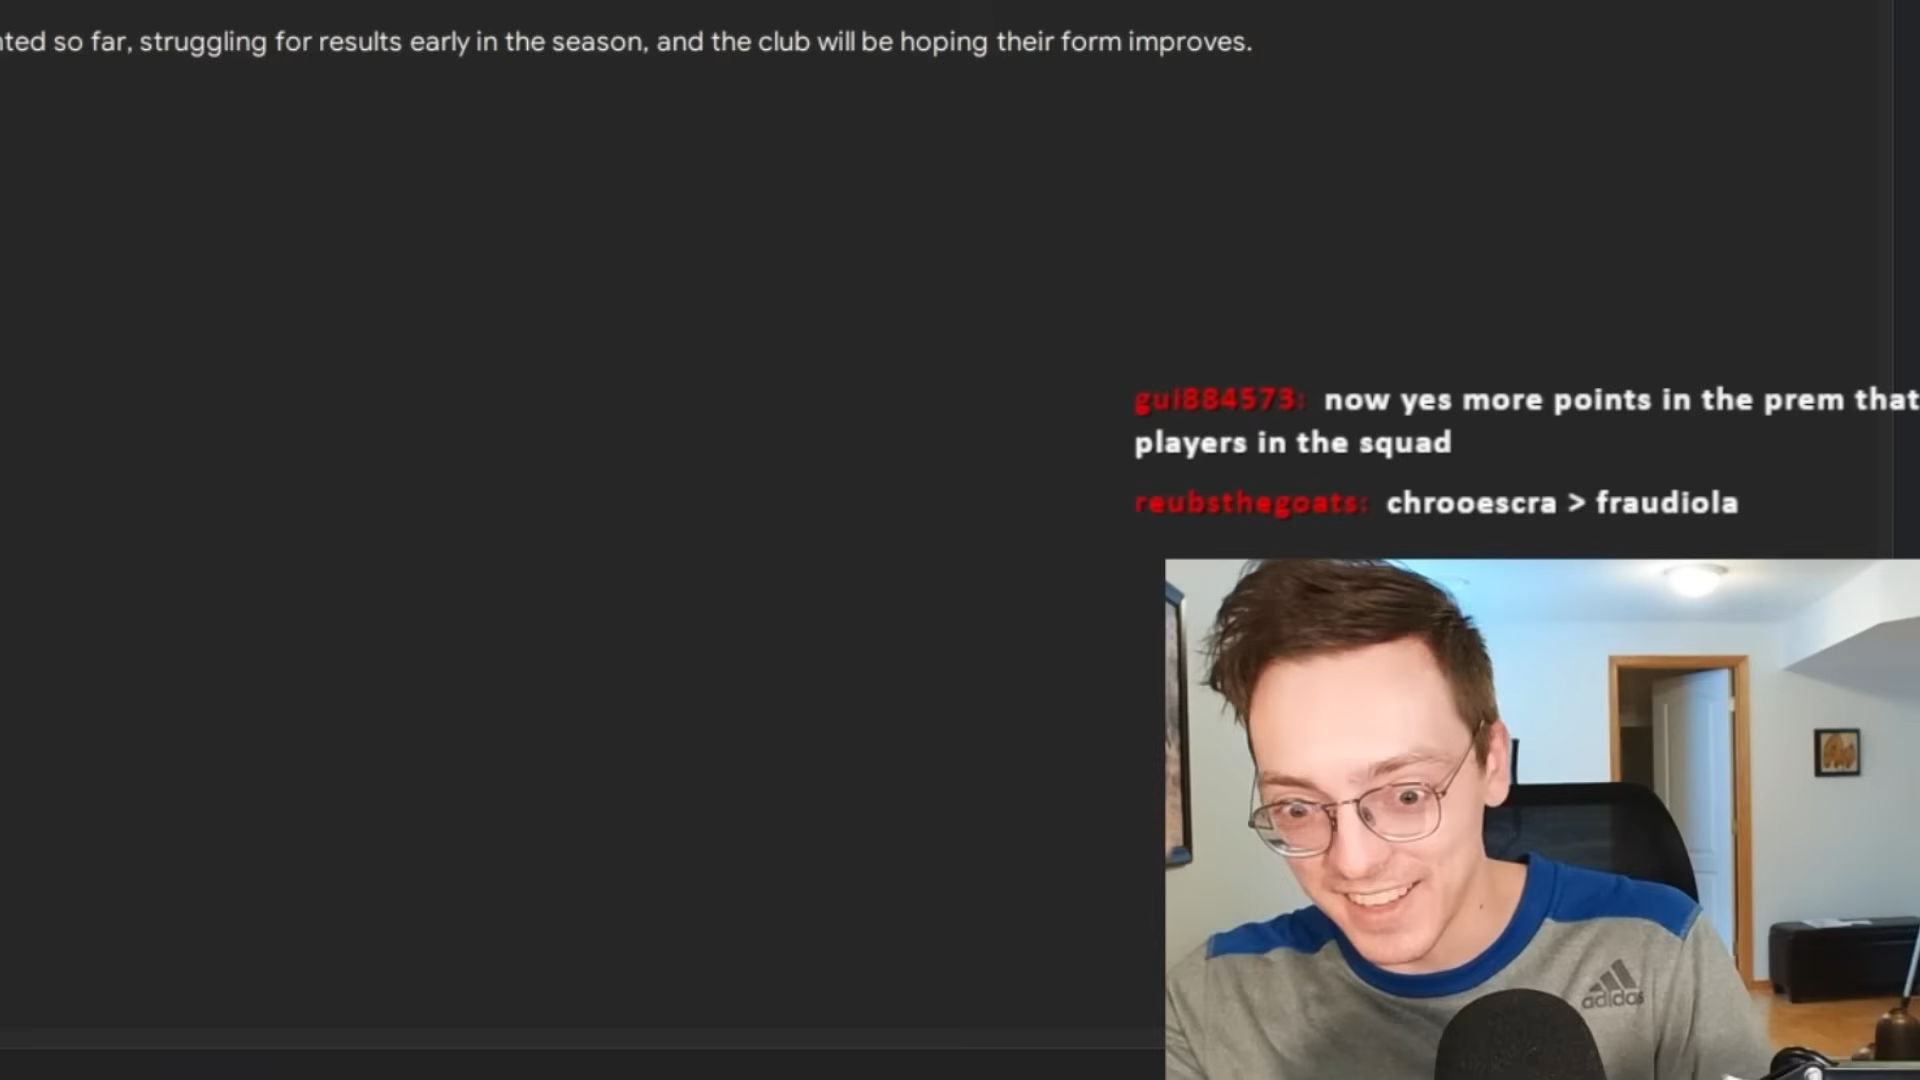 nted so far, struggling for results early in the season, and the club will be hoping their form improves.
gui884573: now yes more points in the prem that
players in the squad
reubsthegoats: chrooescra > fraudiola
adidas